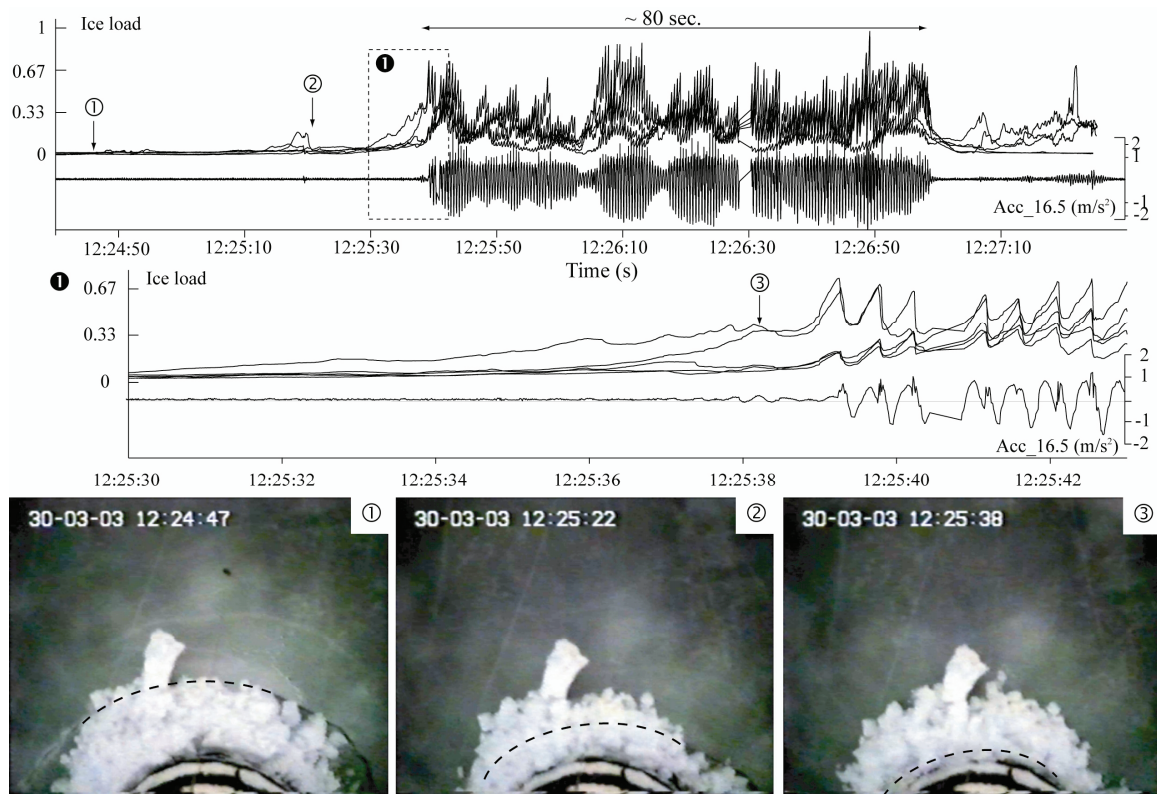 ~ 80 sec.
1 Ice load
❶
②
0.67
①
0.33
0
2
1
-1
Acc_16.5 (m/s²)
-2
12:24:50 12:25:10 12:25:30 12:25:50 12:26:10 12:26:30 12:26:50 12:27:10
Time (s)
❶ Ice load
③
0.67
0.33
0
2
1
-1
Acc_16.5 (m/s²)
-2
12:25:30 12:25:32 12:25:34 12:25:36 12:25:38 12:25:40 12:25:42
30-03-03 12:24:47 ①
30-03-03 12:25:22 ②
30-03-03 12:25:38 ③